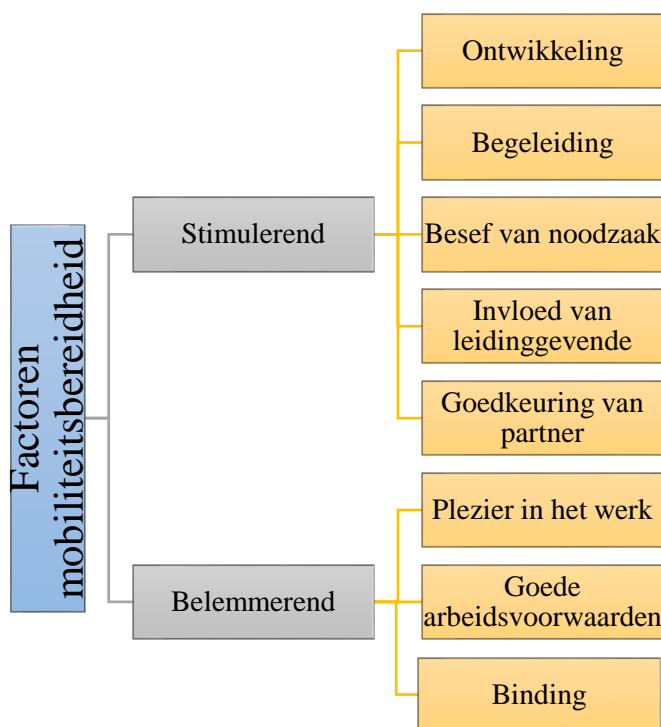 Factoren
mobiliteitsbereidheid
Stimulerend
Ontwikkeling
Begeleiding
Besef van noodzaak
Invloed van
leidinggevende
Goedkeuring van
partner
Belemmerend
Plezier in het werk
Goede
arbeidsvoorwaarden
Binding